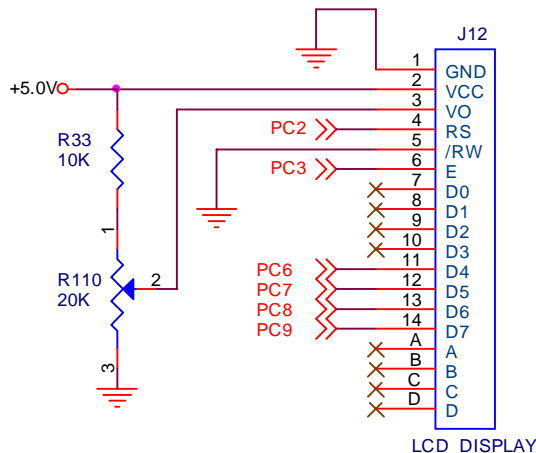 J12
1 GND
+5.0V 2 VCC
3 VO
PC2 4 RS
5 /RW
PC3 6 E
7 D0
8 D1
9 D2
10 D3
PC6 11 D4
PC7 12 D5
PC8 13 D6
PC9 14 D7
A A
B B
C C
D D
LCD DISPLAY
R33
10K
1
R110 2
20K
3